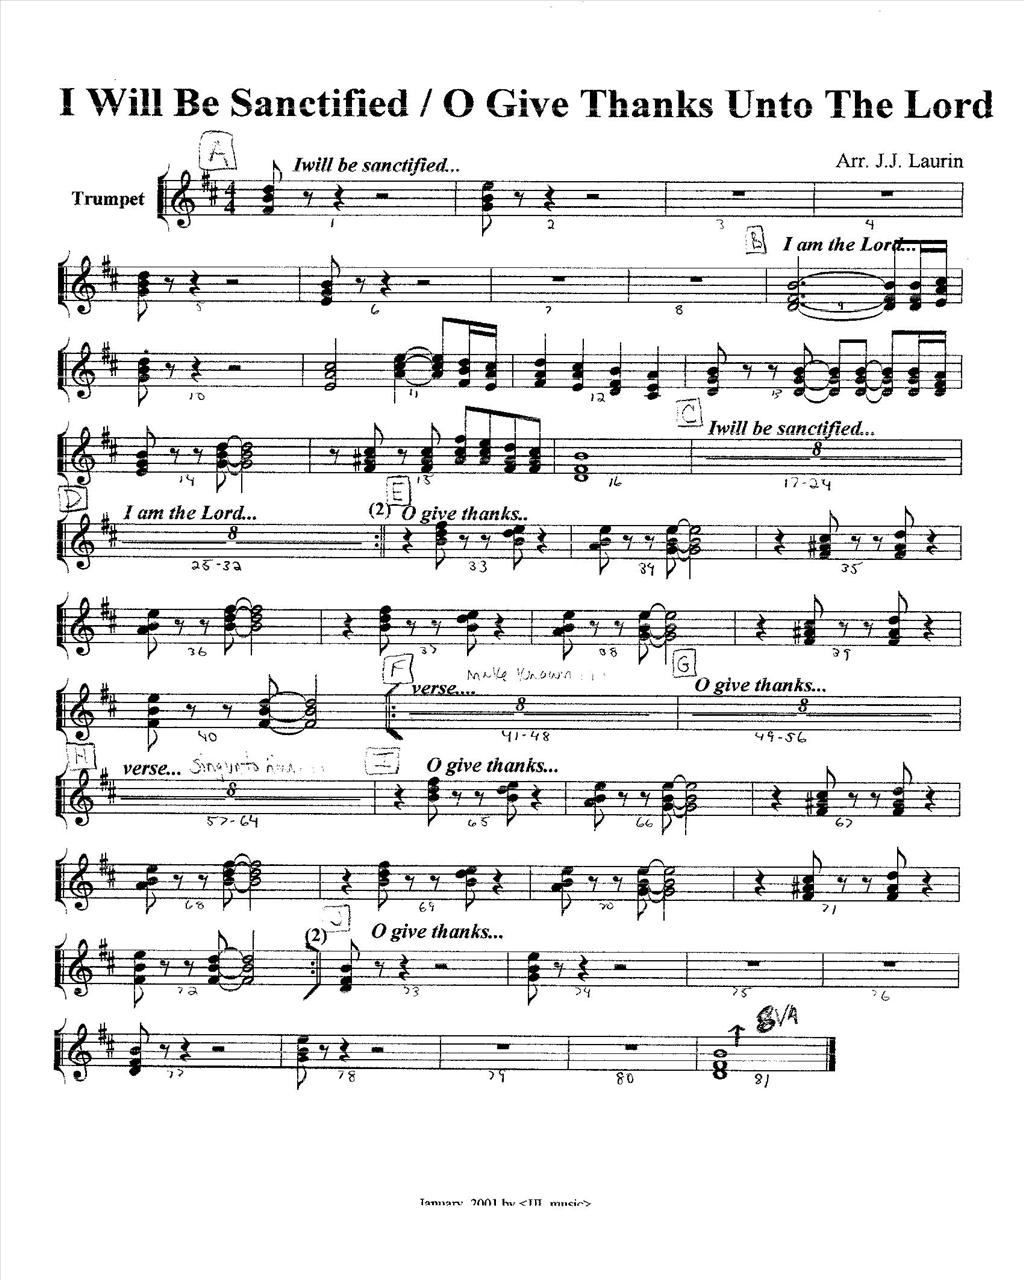 I Will Be Sanctified / O Give Thanks Unto The Lord
Arr. J.J. Laurin
A
Iwill be sanctified...
Trumpet
4
4
1 2 3 4
B
I am the Lord...
5 6 7 8 9
10 11 12 13
C
Iwill be sanctified...
8
14 15 16 17-24
D
I am the Lord...
(2)
E
O give thanks..
8
25-32 33 34 35
36 37 38 39
F
verse.... make known...
G
O give thanks...
8 8
40 41-48 49-56
H
verse...
I
O give thanks...
8
57-64 65 66 67
68 69 70 71
(2)
J
O give thanks...
72 73 74 75 76
8VA
77 78 79 80 81
January, 2001 by <JJL music>